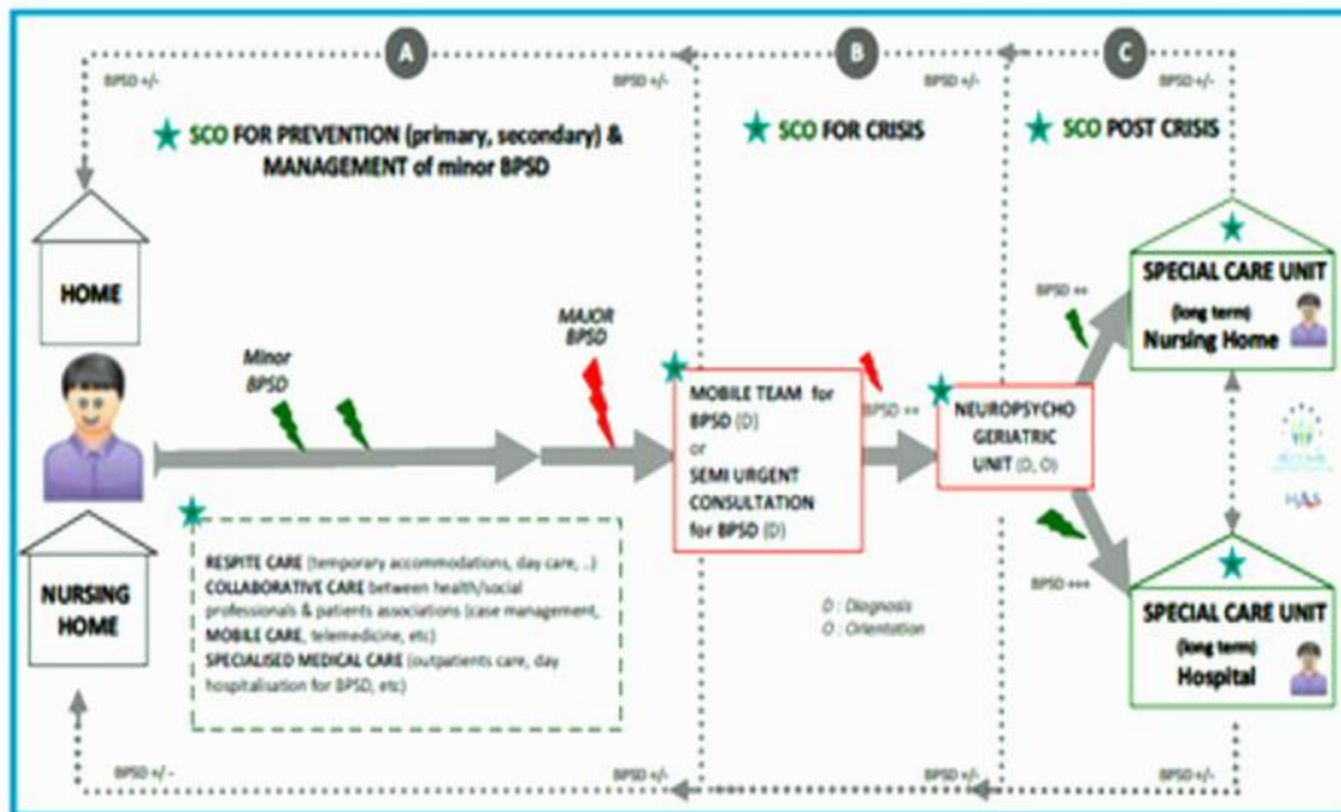 A
B
C
BPSD +/-
BPSD +/-
BPSD +/-
BPSD +/-
SCO FOR PREVENTION (primary, secondary) &
MANAGEMENT of minor BPSD
SCO FOR CRISIS
SCO POST CRISIS
HOME
Minor
BPSD
MAJOR
BPSD
MOBILE TEAM for
BPSD (D)
or
SEMI URGENT
CONSULTATION
for BPSD (D)
BPSD ++
NEUROPSYCHO
GERIATRIC
UNIT (D, O)
BPSD ++
SPECIAL CARE UNIT
(long term)
Nursing Home
NURSING
HOME
RESPITE CARE (temporary accommodations, day care, ..)
COLLABORATIVE CARE between health/social
professionals & patients associations (case management,
MOBILE CARE, telemedicine, etc)
SPECIALISED MEDICAL CARE (outpatients care, day
hospitalisation for BPSD, etc)
D : Diagnosis
O : Orientation
BPSD +++
SPECIAL CARE UNIT
(long term)
Hospital
HAS
BPSD +/-
BPSD +/-
BPSD +/-
BPSD +/-